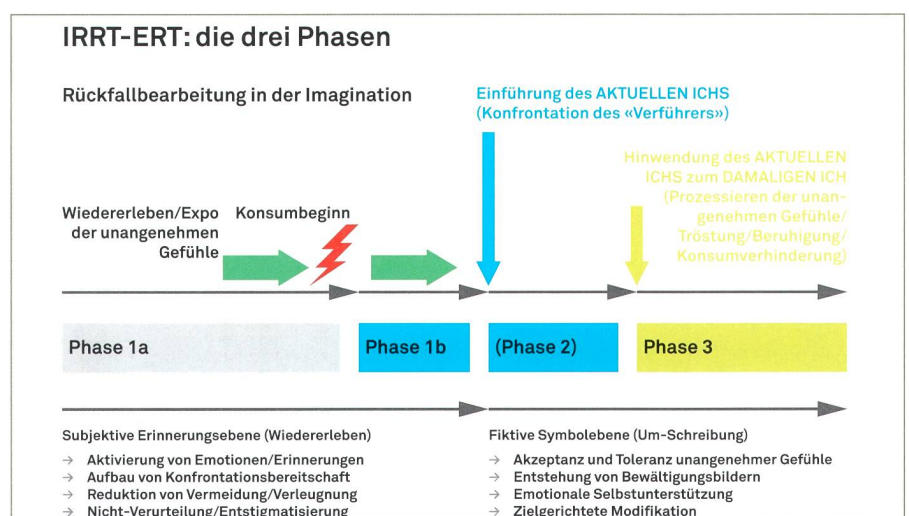 IRRT-ERT: die drei Phasen
Rückfallbearbeitung in der Imagination
Einführung des AKTUELLEN ICHS
(Konfrontation des «Verführers»)
Hinwendung des AKTUELLEN
ICHS zum DAMALIGEN ICH
(Prozessieren der unan-
genehmen Gefühle/
Tröstung/Beruhigung/
Konsumverhinderung)
Wiedererleben/Expo
der unangenehmen
Gefühle
Konsumbeginn
Phase 1a
Phase 1b
(Phase 2)
Phase 3
Subjektive Erinnerungsebene (Wiedererleben)
→ Aktivierung von Emotionen/Erinnerungen
→ Aufbau von Konfrontationsbereitschaft
→ Reduktion von Vermeidung/Verleugnung
→ Nicht-Verurteilung/Entstigmatisierung
Fiktive Symbolebene (Um-Schreibung)
→ Akzeptanz und Toleranz unangenehmer Gefühle
→ Entstehung von Bewältigungsbildern
→ Emotionale Selbstunterstützung
→ Zielgerichtete Modifikation